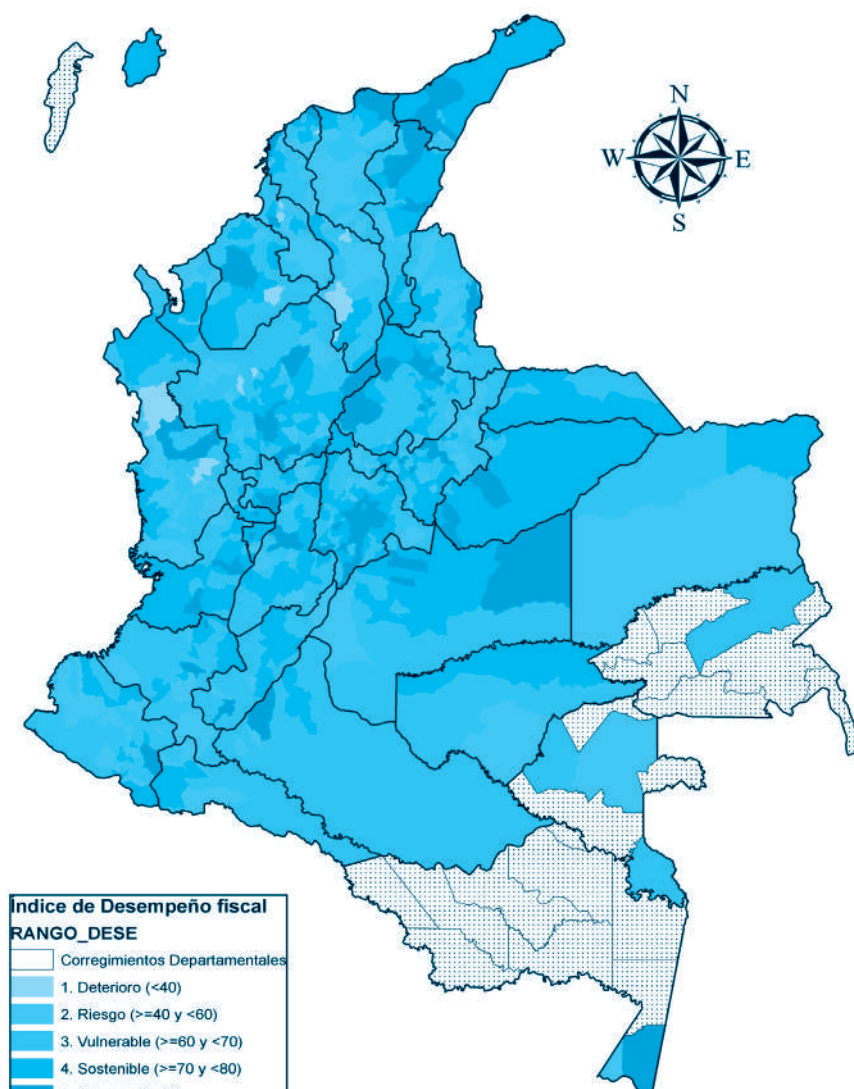 N
W E
S
Indice de Desempeño fiscal
RANGO_DESE
Corregimientos Departamentales
1. Deterioro (<40)
2. Riesgo (>=40 y <60)
3. Vulnerable (>=60 y <70)
4. Sostenible (>=70 y <80)